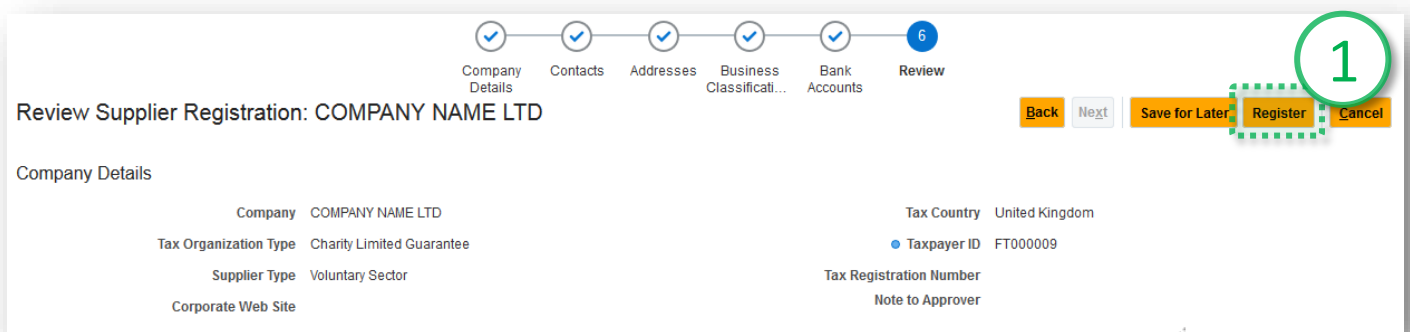 6
Company Details
Contacts
Addresses
Business Classificati...
Bank Accounts
Review
1
Review Supplier Registration: COMPANY NAME LTD
Back Next Save for Later Register Cancel
Company Details
Company COMPANY NAME LTD
Tax Country United Kingdom
Tax Organization Type Charity Limited Guarantee
Taxpayer ID FT000009
Supplier Type Voluntary Sector
Tax Registration Number
Corporate Web Site
Note to Approver